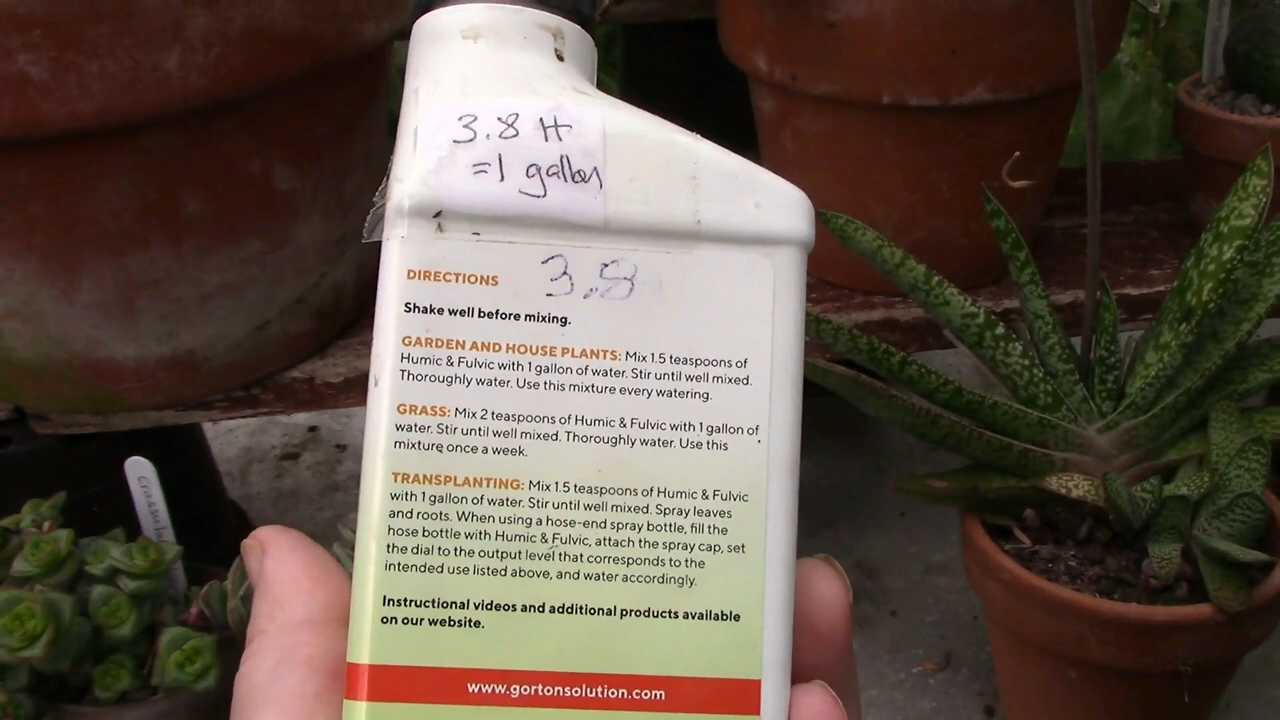 3.8 lt
=1 gallon
3.8
DIRECTIONS
Shake well before mixing.
GARDEN AND HOUSE PLANTS: Mix 1.5 teaspoons of
Humic & Fulvic with 1 gallon of water. Stir until well mixed.
Thoroughly water. Use this mixture every watering.
GRASS: Mix 2 teaspoons of Humic & Fulvic with 1 gallon of
water. Stir until well mixed. Thoroughly water. Use this
mixture once a week.
TRANSPLANTING: Mix 1.5 teaspoons of Humic & Fulvic
with 1 gallon of water. Stir until well mixed. Spray leaves
and roots. When using a hose-end spray bottle, fill the
hose bottle with Humic & Fulvic, attach the spray cap, set
the dial to the output level that corresponds to the
intended use listed above, and water accordingly.
Instructional videos and additional products available
on our website.
www.gortonsolution.com